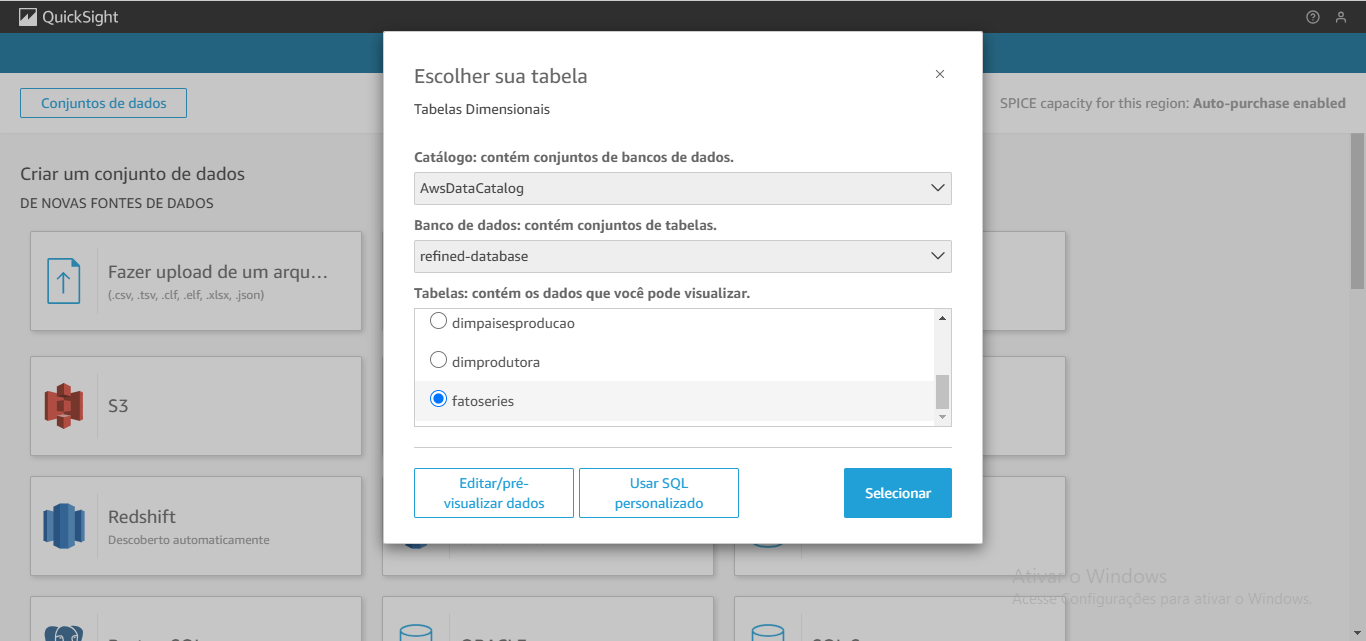 QuickSight
Conjuntos de dados
SPICE capacity for this region: Auto-purchase enabled
Criar um conjunto de dados
DE NOVAS FONTES DE DADOS
Fazer upload de um arqu...
(.csv, .tsv, .clf, .elf, .xlsx, .json)
S3
Redshift
Descoberto automaticamente
Escolher sua tabela
Tabelas Dimensionais
Catálogo: contém conjuntos de bancos de dados.
AwsDataCatalog
Banco de dados: contém conjuntos de tabelas.
refined-database
Tabelas: contém os dados que você pode visualizar.
dimpaisesproducao
dimprodutora
fatoseries
Editar/pré-
visualizar dados
Usar SQL
personalizado
Selecionar
Ativar o Windows
Acesse Configurações para ativar o Windows.
ORACLE